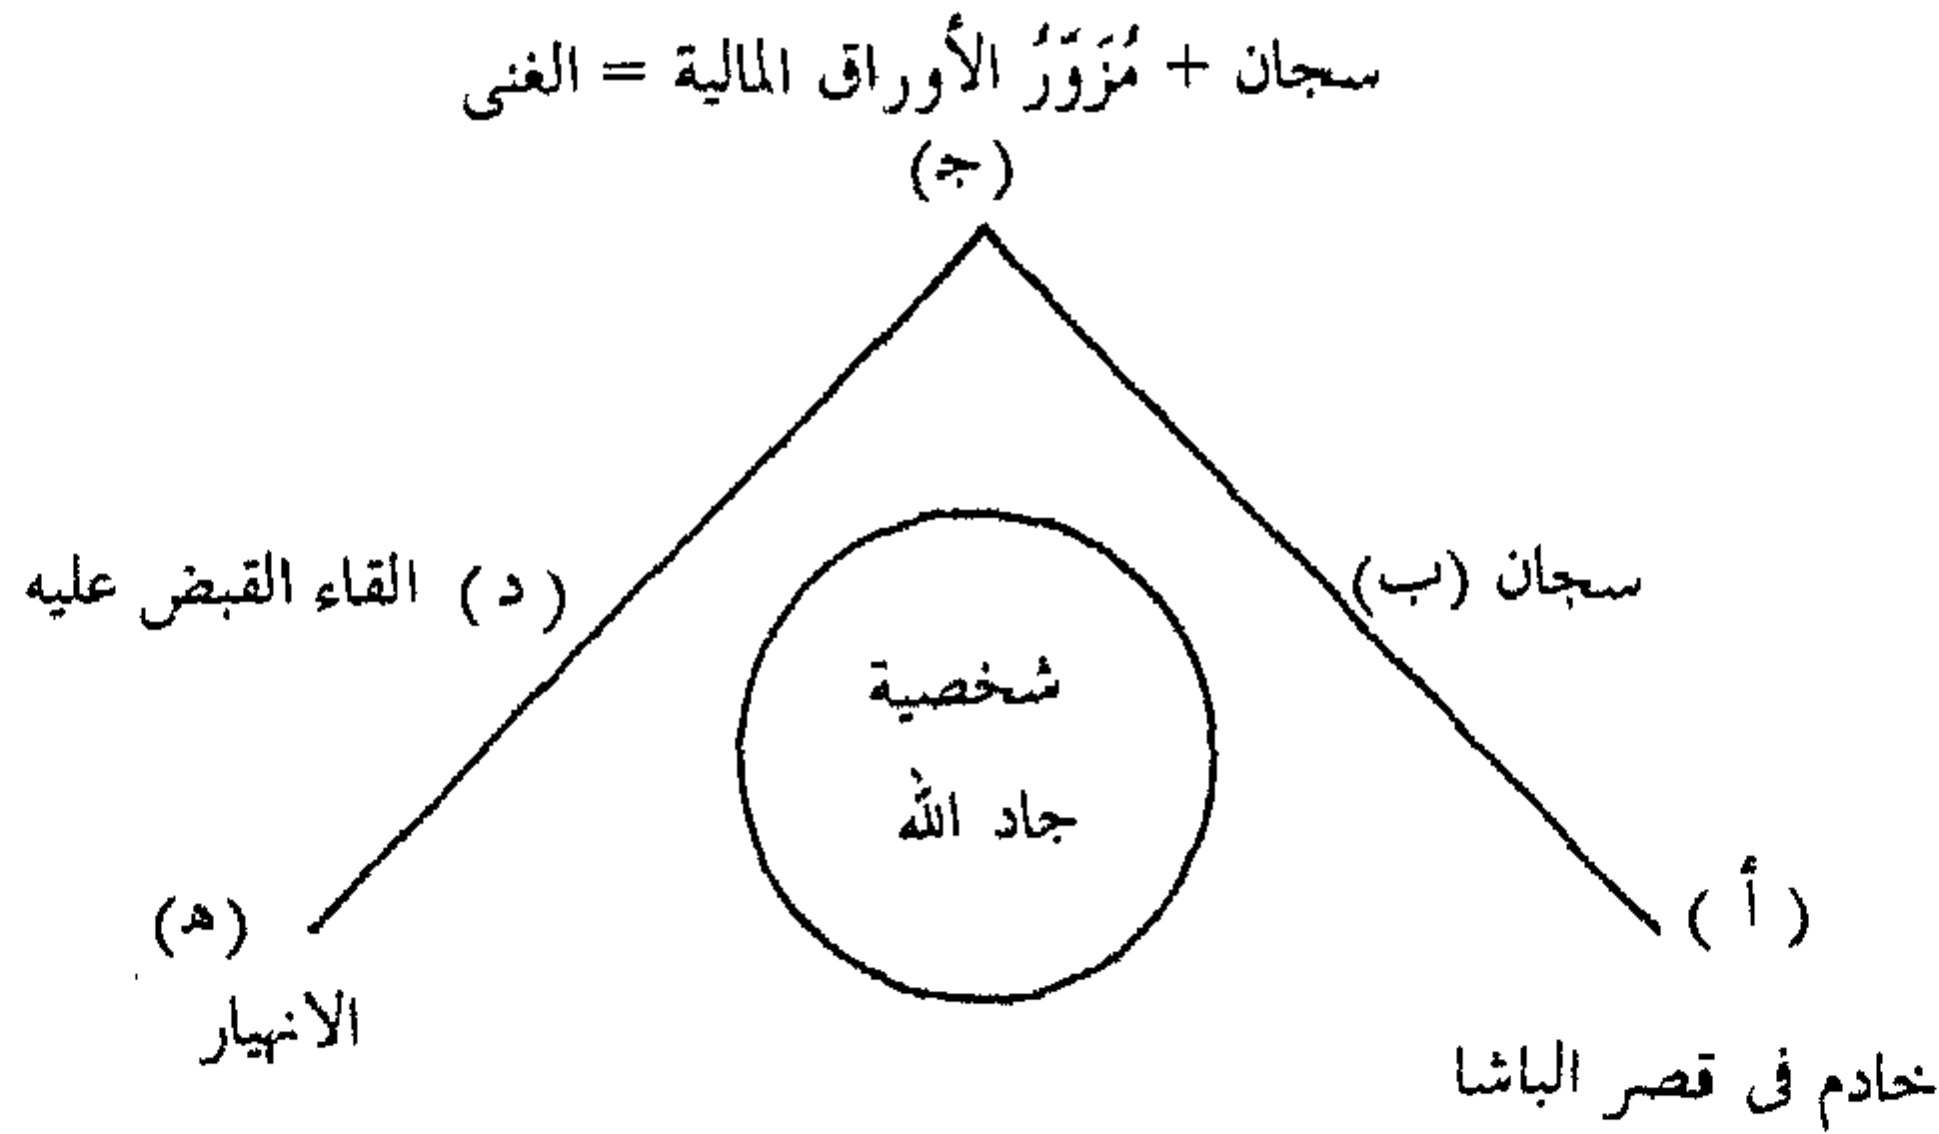 سجان + مُزَوِّرُ الأوراق المالية = الغنى
(جـ)
سجان (ب)
(د) القاء القبض عليه
شخصية
جاد الله
(أ)
(هـ)
الانهيار
خادم فى قصر الباشا